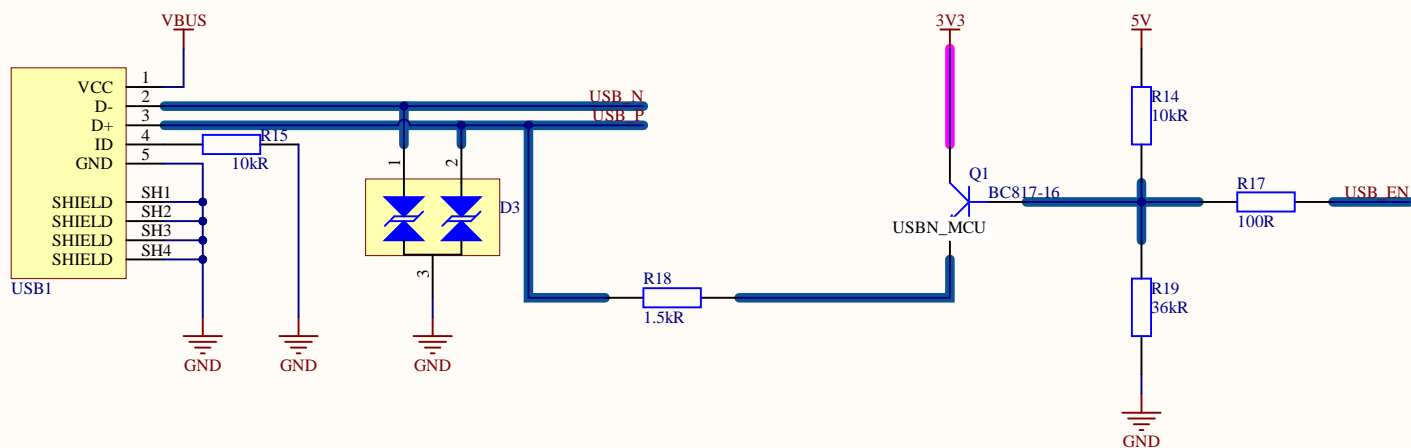 VBUS
3V3
5V
VCC 1
D- 2
D+ 3
ID 4
GND 5
SHIELD SH1
SHIELD SH2
SHIELD SH3
SHIELD SH4
USB1
USB_N
USB_P
R15
10kR
1
2
D3
3
GND
GND
GND
R18
1.5kR
Q1
BC817-16
USBN_MCU
R14
10kR
R17
100R
USB_EN
R19
36kR
GND